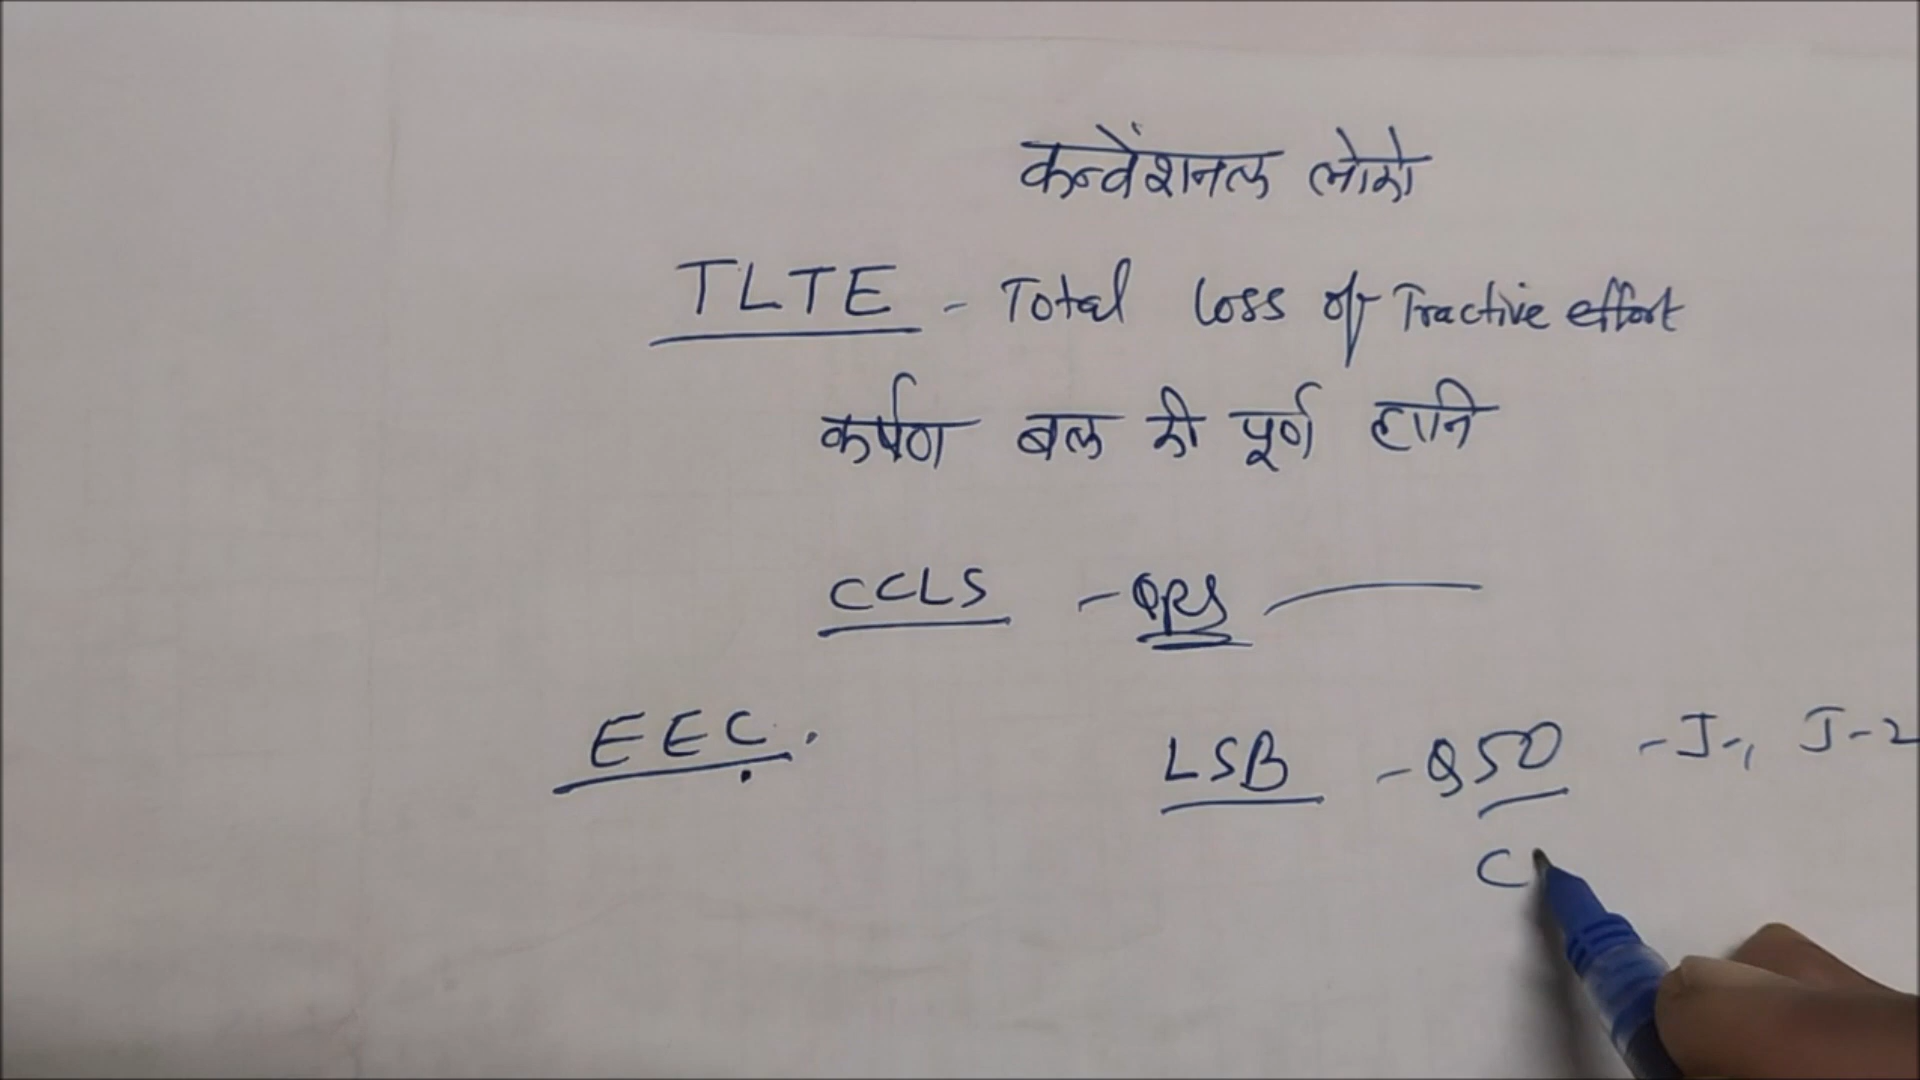 कन्वेंशनल लोको
TLTE - Total Loss of Tractive effort
कर्षण बल की पूर्ण हानि
CCLS -
EEC. LSB - Q50 - J-1, J-2
C